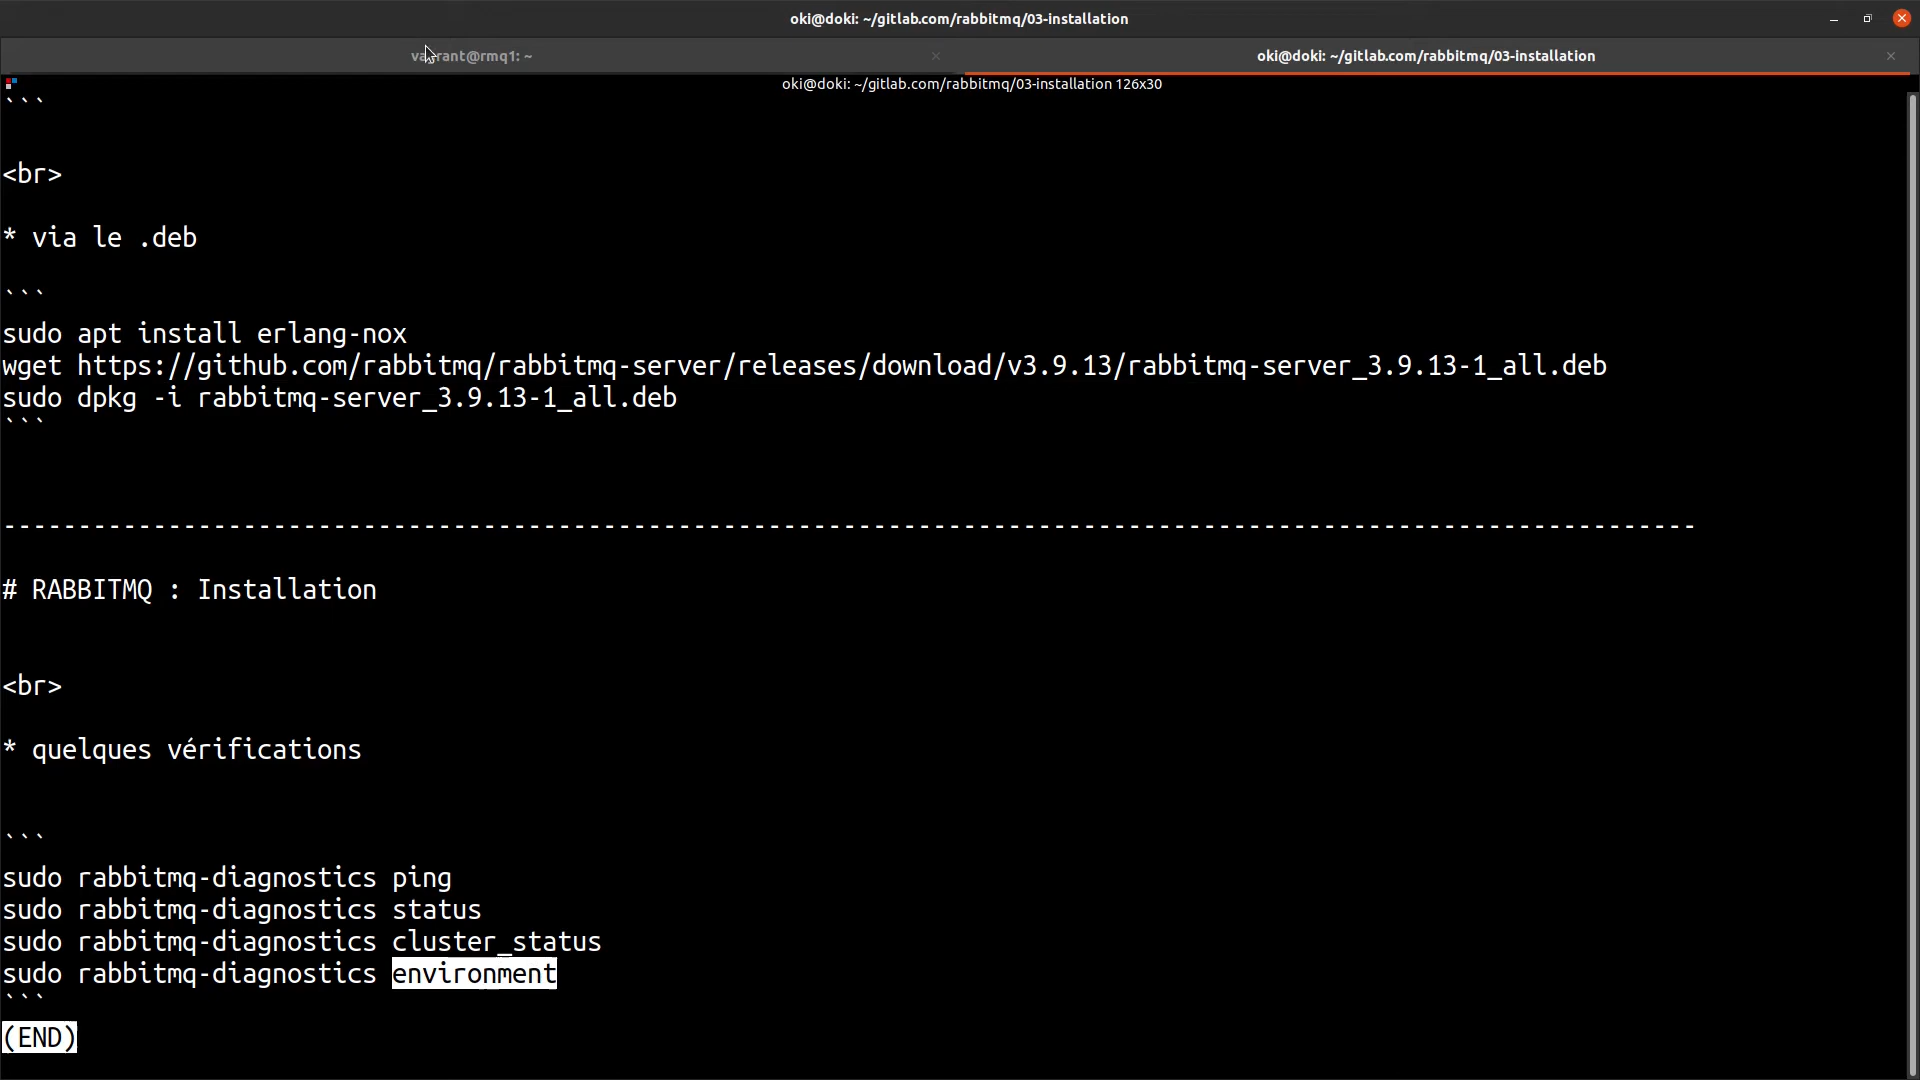 oki@doki: ~/gitlab.com/rabbitmq/03-installation
vagrant@rmq1: ~
oki@doki: ~/gitlab.com/rabbitmq/03-installation
oki@doki: ~/gitlab.com/rabbitmq/03-installation 126x30
```
<br>
* via le .deb
```
sudo apt install erlang-nox
wget https://github.com/rabbitmq/rabbitmq-server/releases/download/v3.9.13/rabbitmq-server_3.9.13-1_all.deb
sudo dpkg -i rabbitmq-server_3.9.13-1_all.deb
```
-----------------------------------------------------------------------------------------------------------------
# RABBITMQ : Installation
<br>
* quelques vérifications
```
sudo rabbitmq-diagnostics ping
sudo rabbitmq-diagnostics status
sudo rabbitmq-diagnostics cluster_status
sudo rabbitmq-diagnostics environment
```
(END)